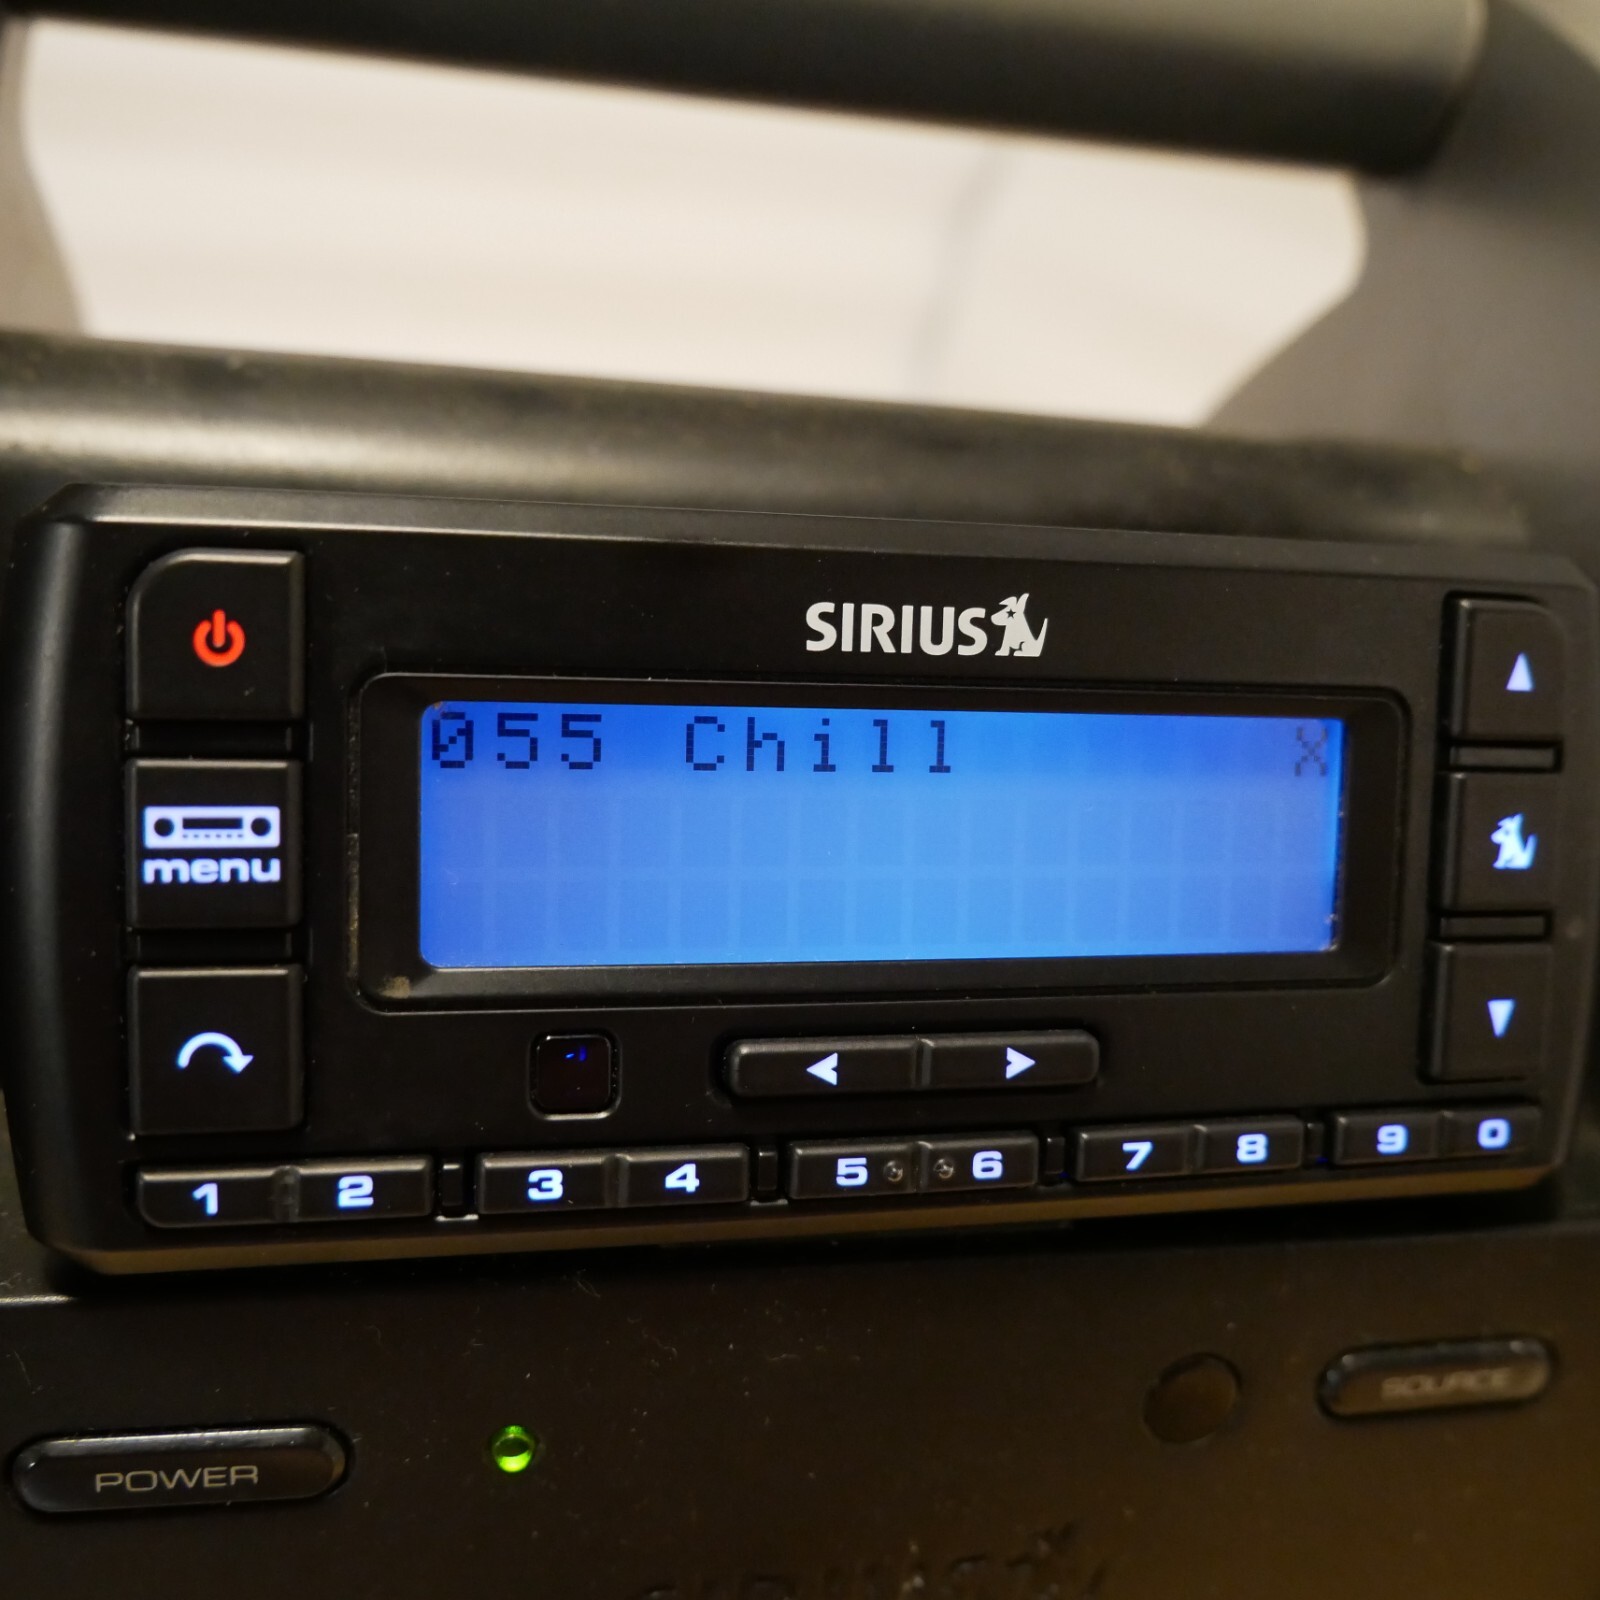 SIRIUS
055 Chill X
menu
1 2 3 4 5 6 7 8 9 0
SOURCE
POWER